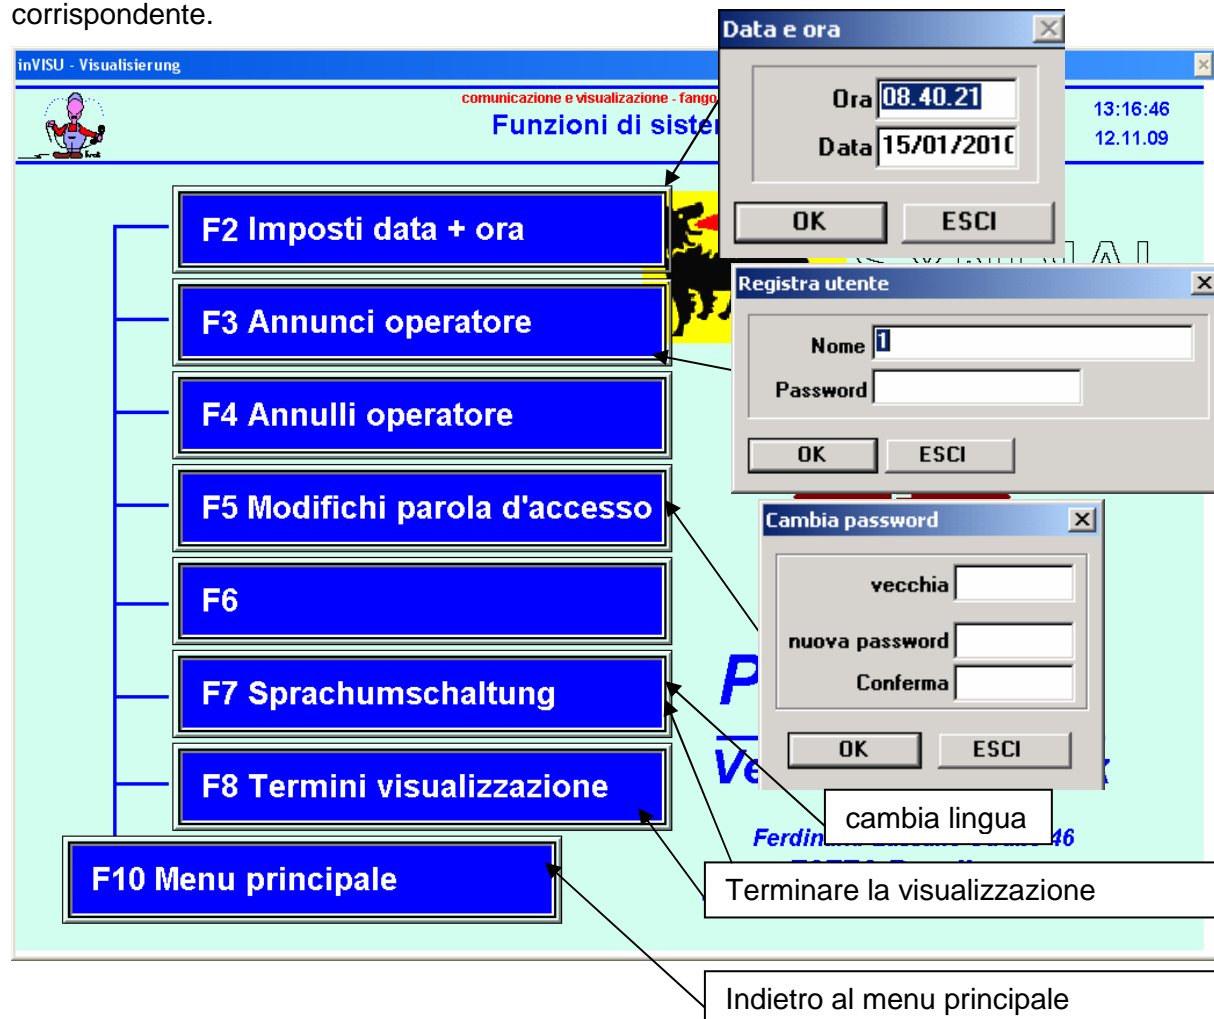 corrispondente.
inVISU - Visualisierung
comunicazione e visualizazione - fango
Funzioni di
13:16:46
12.11.09
Data e ora
Ora 08.40.21
Data 15/01/201
OK ESCI
F2 Imposti data + ora
Registra utente
Nome 1
Password
OK ESCI
F3 Annunci operatore
F4 Annulli operatore
F5 Modifichi parola d'accesso
Cambia password
vecchia
nuova password
Conferma
OK ESCI
F6
F7 Sprachumschaltung
F8 Termini visualizzazione
cambia lingua
46
F10 Menu principale
Terminare la visualizzazione
Indietro al menu principale